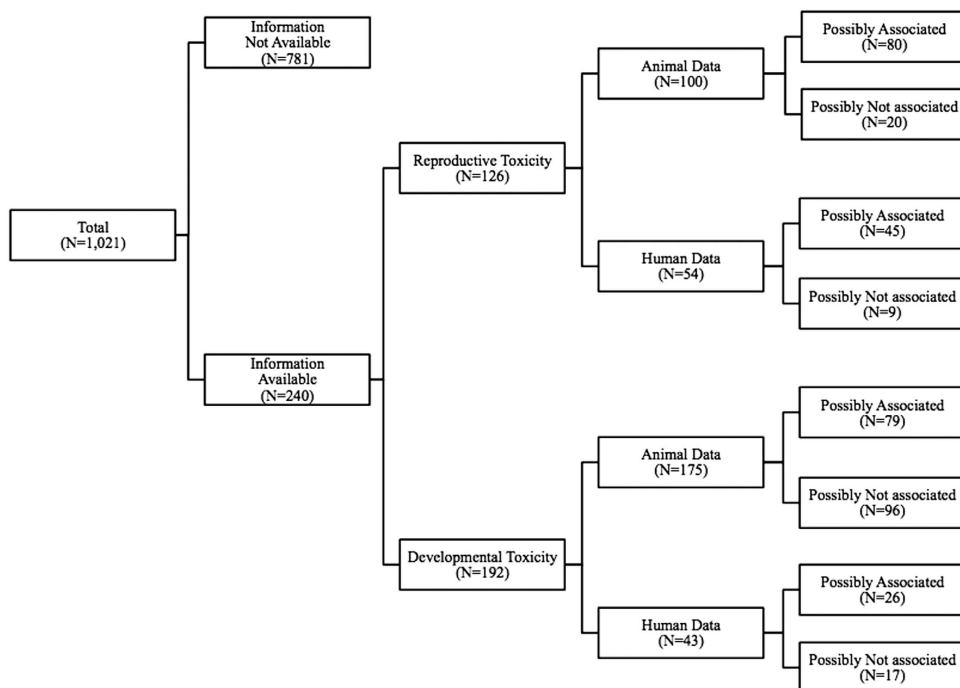 Information
Not Available
(N=781)
Total
(N=1,021)
Information
Available
(N=240)
Reproductive Toxicity
(N=126)
Developmental Toxicity
(N=192)
Animal Data
(N=100)
Human Data
(N=54)
Animal Data
(N=175)
Human Data
(N=43)
Possibly Associated
(N=80)
Possibly Not associated
(N=20)
Possibly Associated
(N=45)
Possibly Not associated
(N=9)
Possibly Associated
(N=79)
Possibly Not associated
(N=96)
Possibly Associated
(N=26)
Possibly Not associated
(N=17)